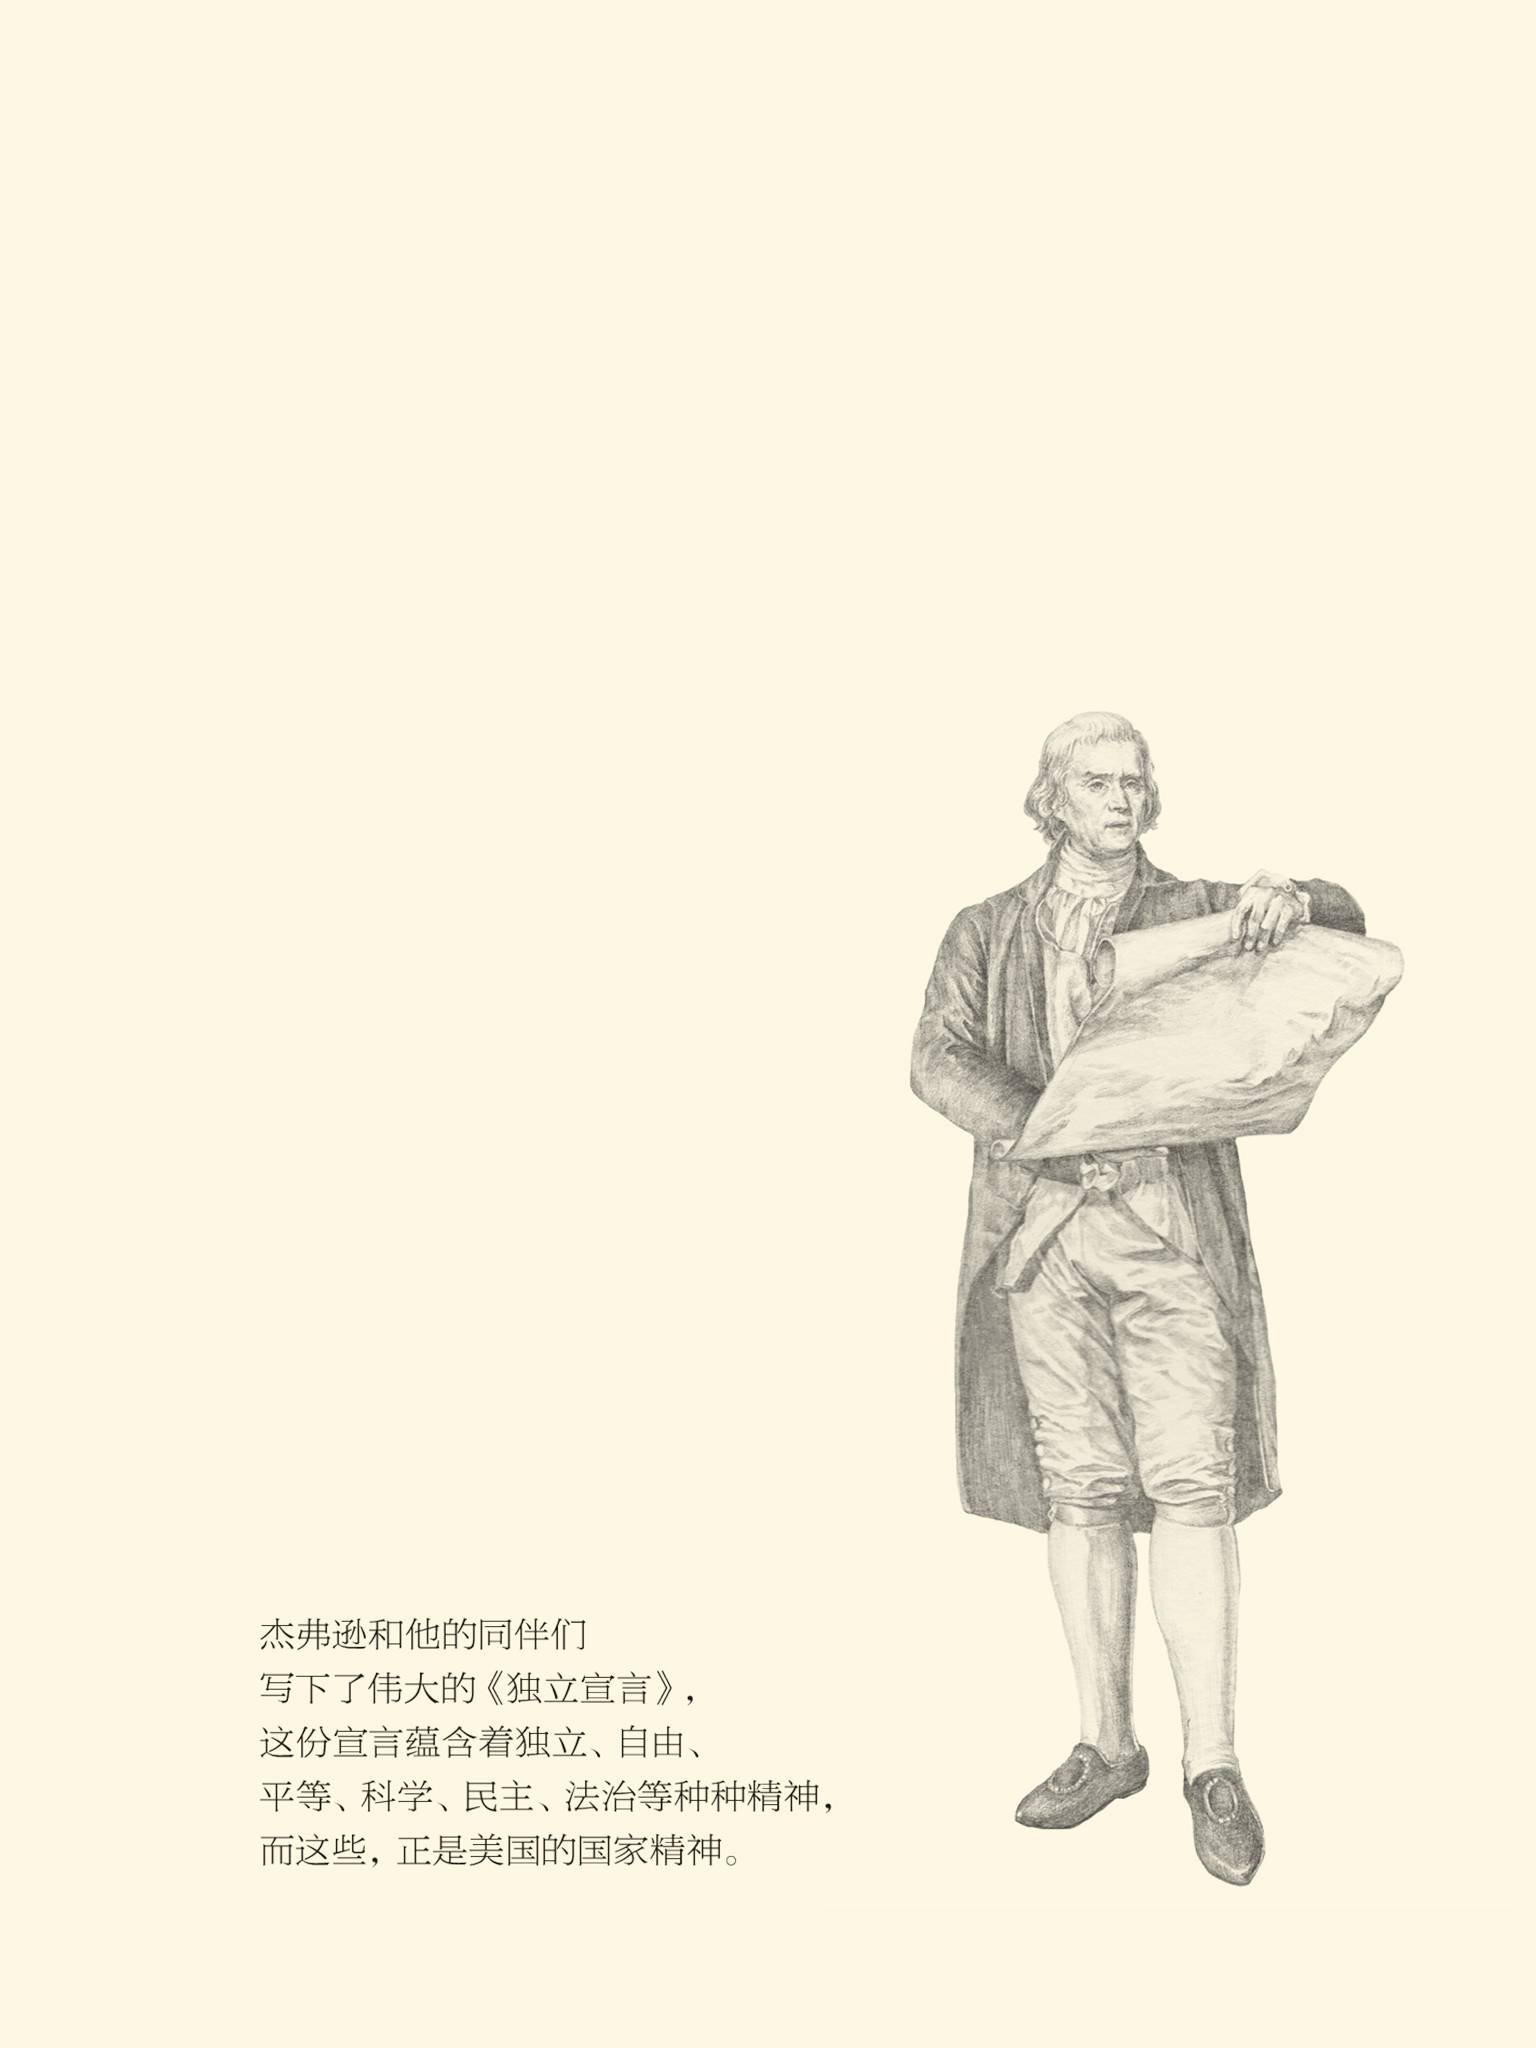 杰弗逊和他的同伴们
写下了伟大的《独立宣言》，
这份宣言蕴含着独立、自由、
平等、科学、民主、法治等种种精神，
而这些，正是美国的国家精神。